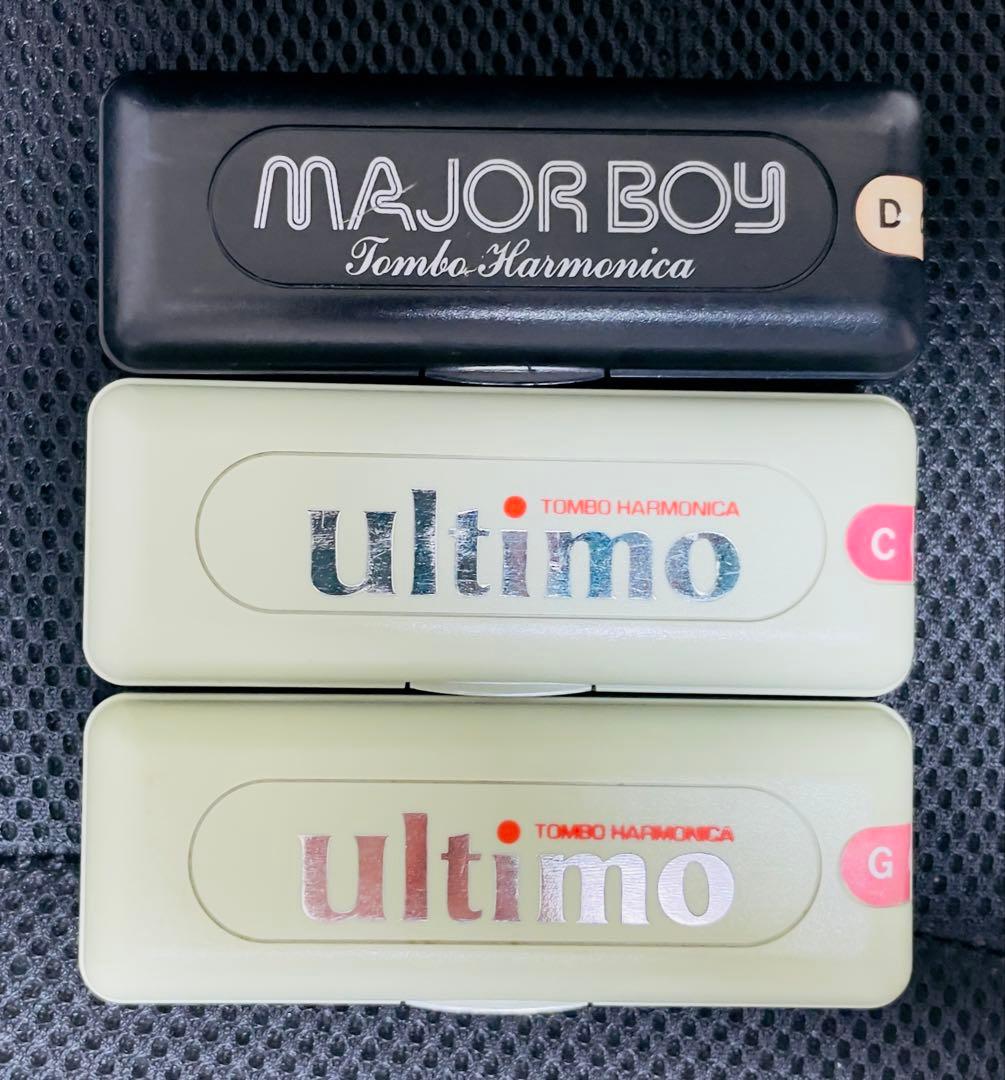 MAJOR BOY
Tombo Harmonica
D
TOMBO HARMONICA
ultimo
C
TOMBO HARMONICA
ultimo
G